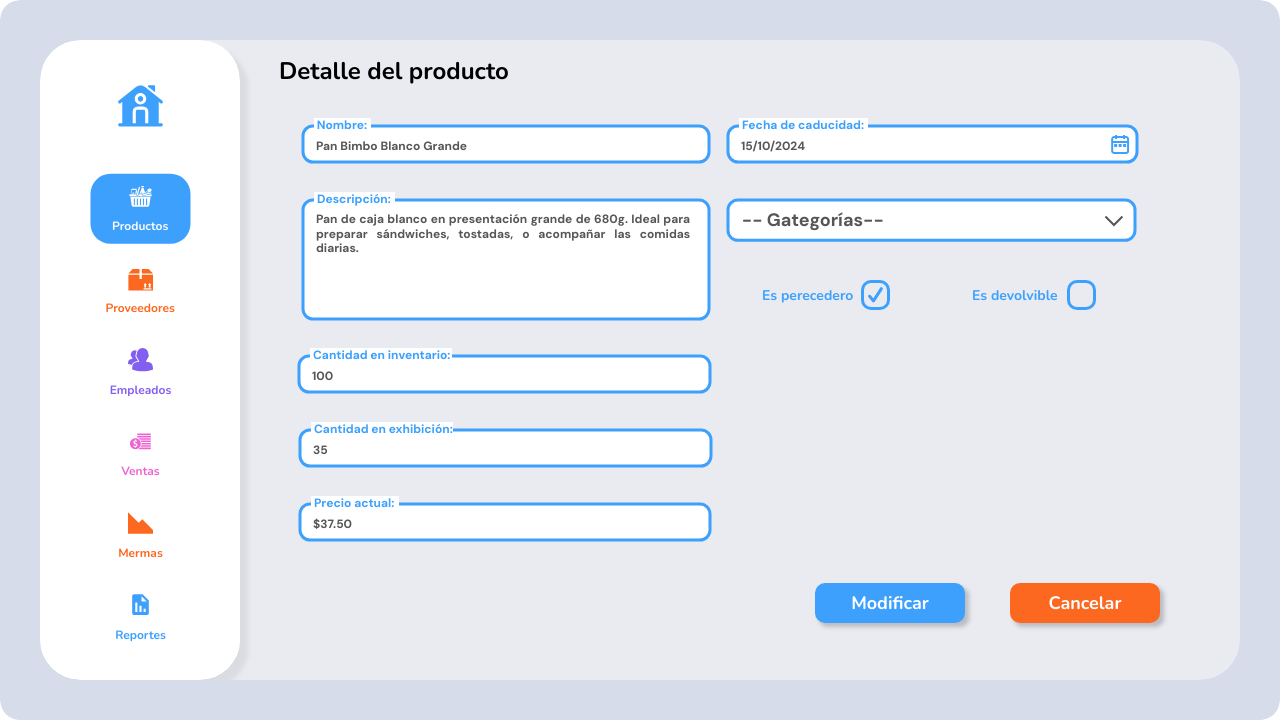 Detalle del producto
Productos
Proveedores
Empleados
Ventas
Mermas
Reportes
Nombre:
Pan Bimbo Blanco Grande
Fecha de caducidad:
15/10/2024
Descripción:
Pan de caja blanco en presentación grande de 680g. Ideal para
preparar sándwiches, tostadas, o acompañar las comidas
diarias.
-- Gategorías--
Es perecedero
Es devolvible
Cantidad en inventario:
100
Cantidad en exhibición:
35
Precio actual:
$37.50
Modificar
Cancelar